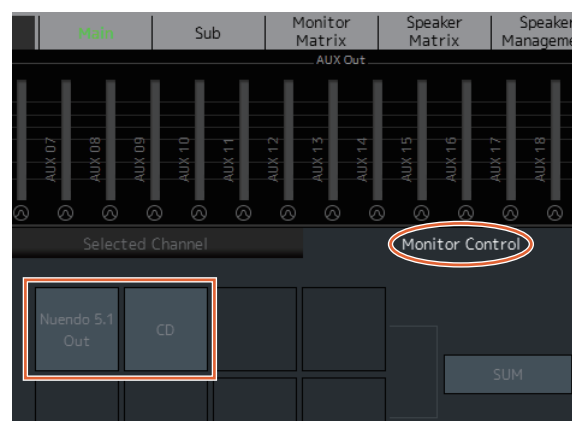 Main
Sub
Monitor
Matrix
Speaker
Matrix
Speaker
Manageme
AUX Out
AUX 07
AUX 08
AUX 09
AUX 10
AUX 11
AUX 12
AUX 13
AUX 14
AUX 15
AUX 16
AUX 17
AUX 18
Selected Channel
Monitor Control
Nuendo 5.1
Out
CD
SUM